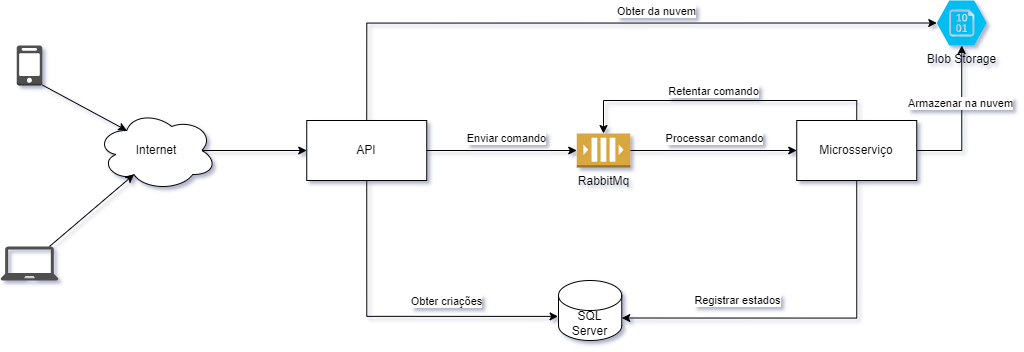 Obter da nuvem
10
01
Blob Storage
Retentar comando
Armazenar na nuvem
Internet
API
Enviar comando
Processar comando
Microsserviço
RabbitMq
Obter criações
Registrar estados
SQL
Server